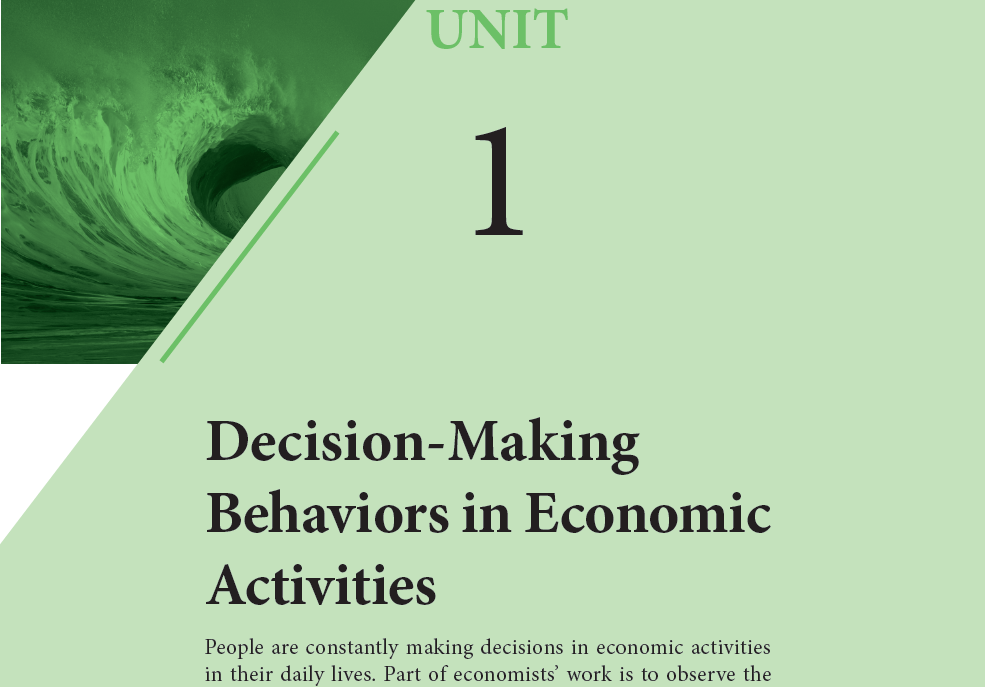 UNIT
1
Decision-Making
Behaviors in Economic
Activities
People are constantly making decisions in economic activities
in their daily lives. Part of economists’ work is to observe the